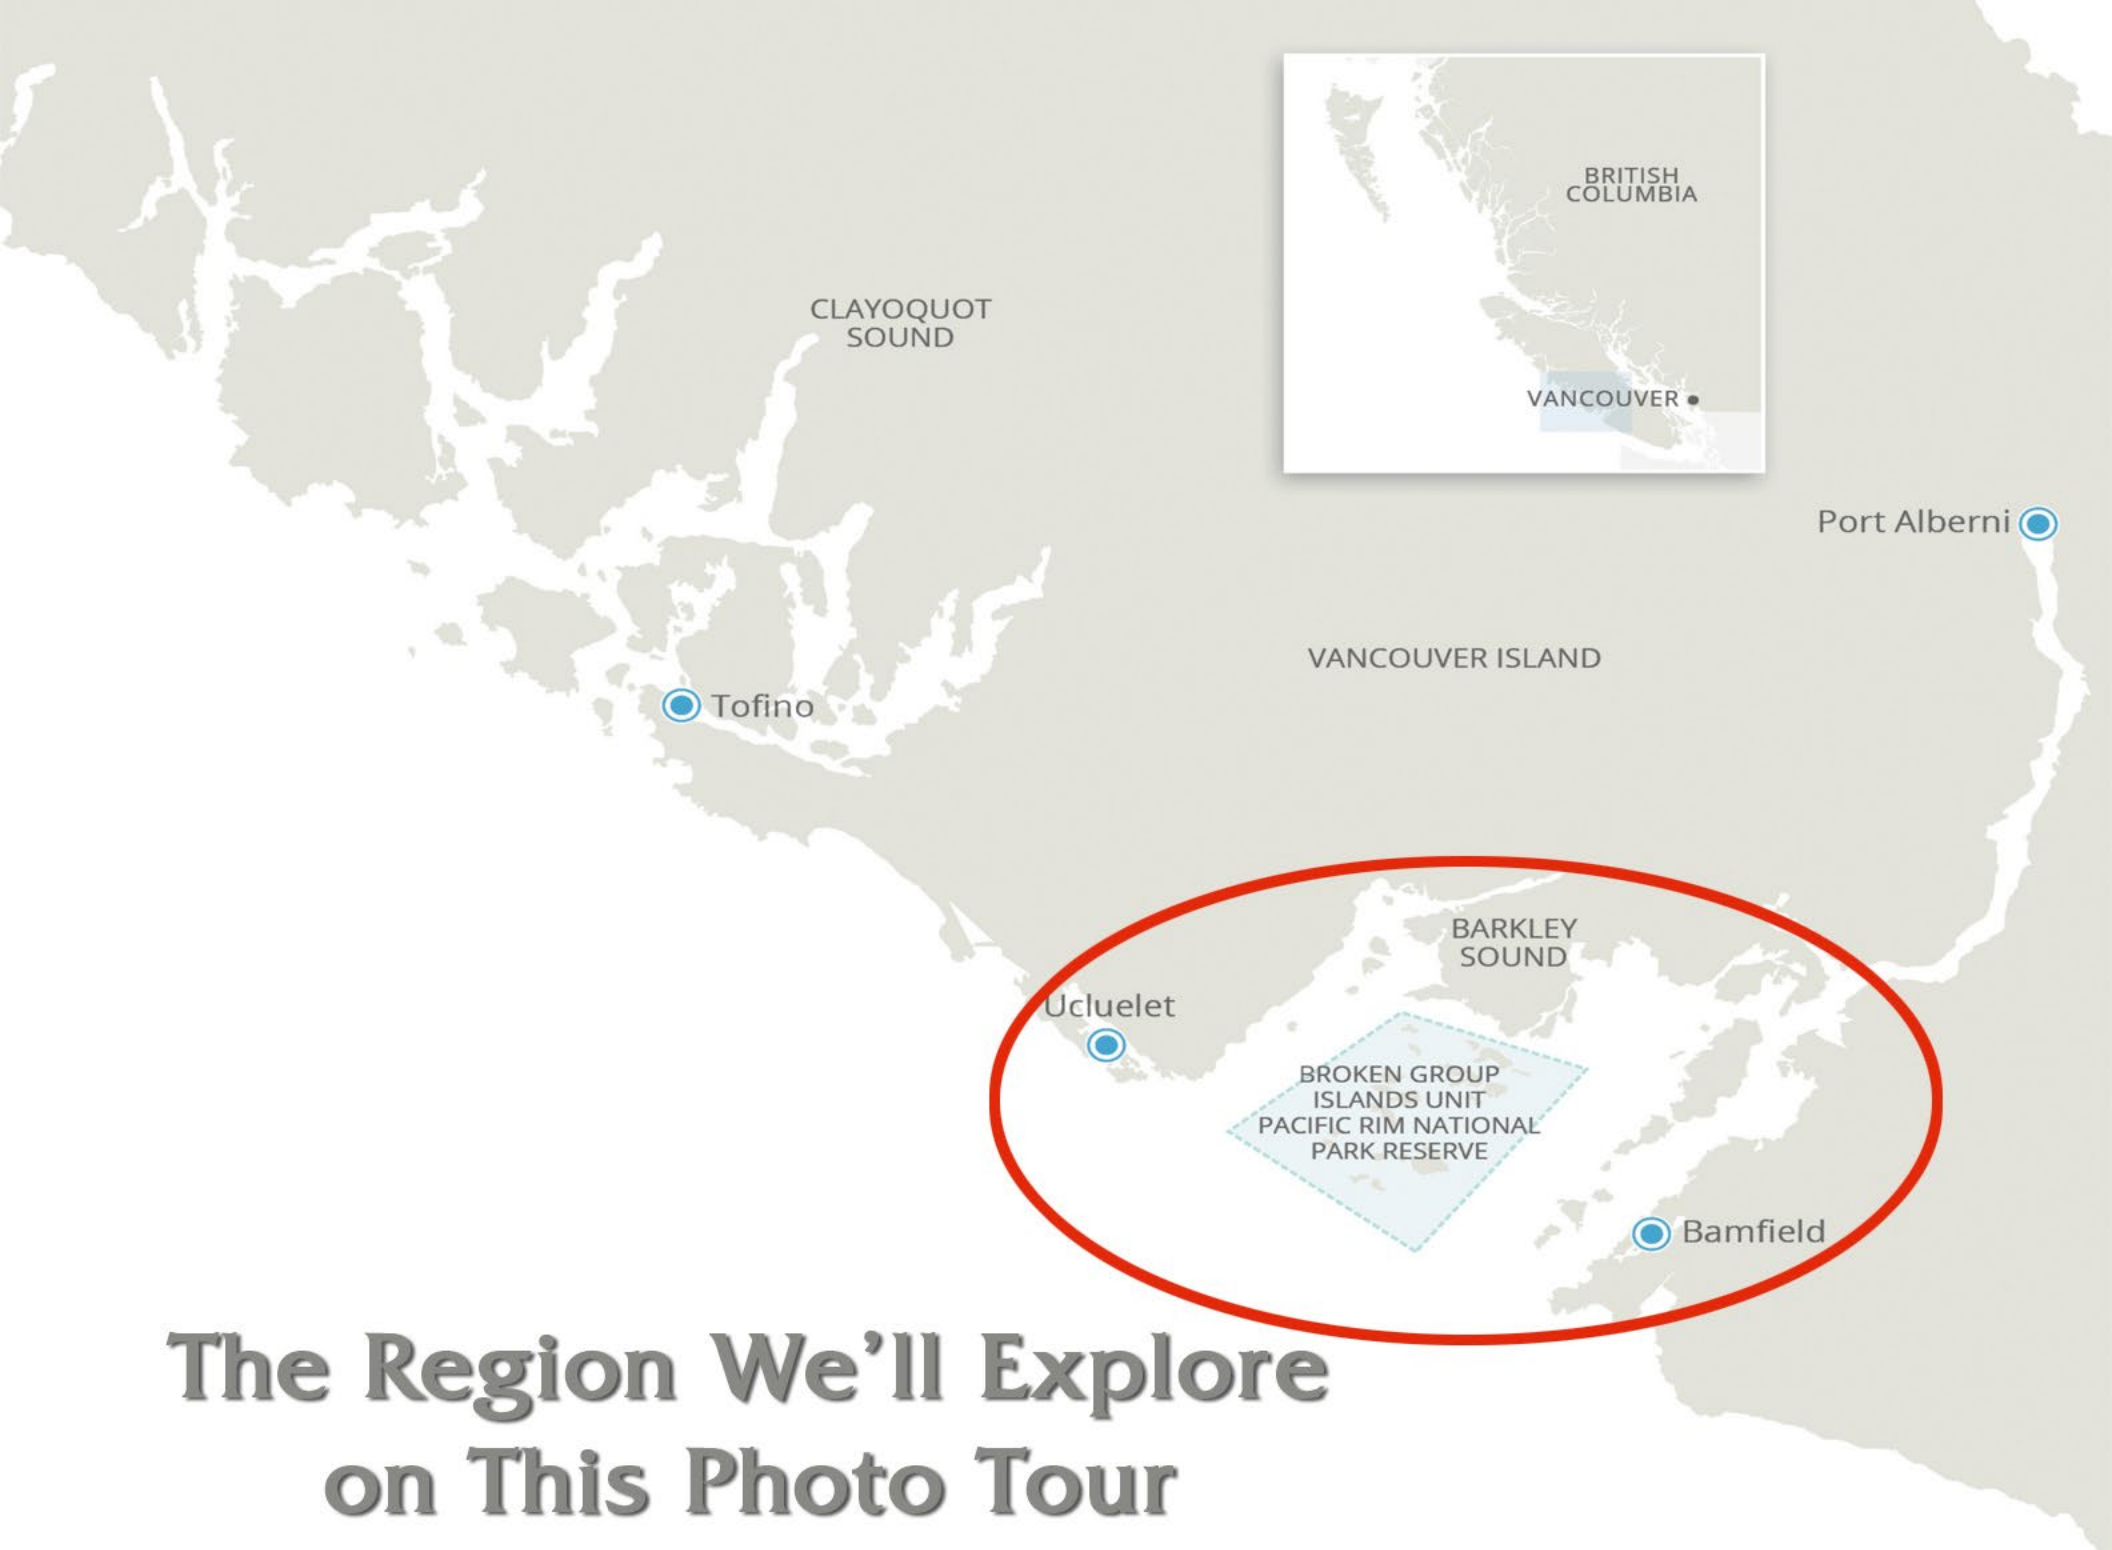 BRITISH
COLUMBIA
CLAYOQUOT
SOUND
VANCOUVER
Port Alberni
VANCOUVER ISLAND
Tofino
BARKLEY
SOUND
Ucluelet
BROKEN GROUP
ISLANDS UNIT
PACIFIC RIM NATIONAL
PARK RESERVE
Bamfield
The Region We’ll Explore
on This Photo Tour